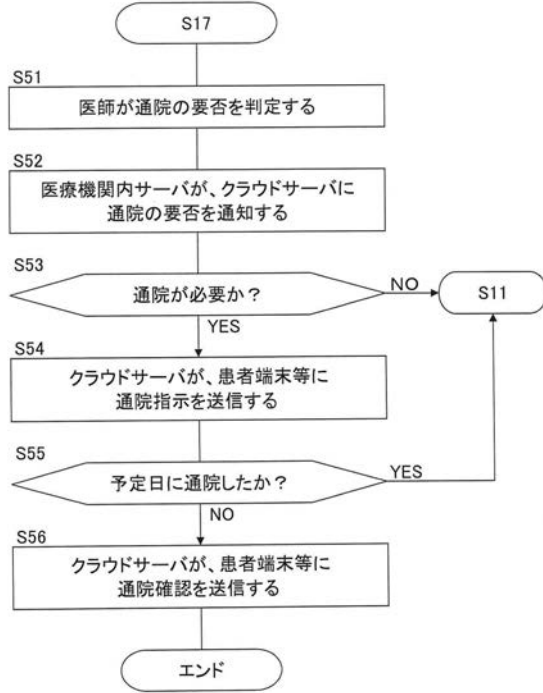 S17
S51
医師が通院の要否を判定する
S52
医療機関内サーバが、クラウドサーバに
通院の要否を通知する
S53
通院が必要か?
NO
S11
YES
S54
クラウドサーバが、患者端末等に
通院指示を送信する
S55
予定日に通院したか?
YES
NO
S56
クラウドサーバが、患者端末等に
通院確認を送信する
エンド